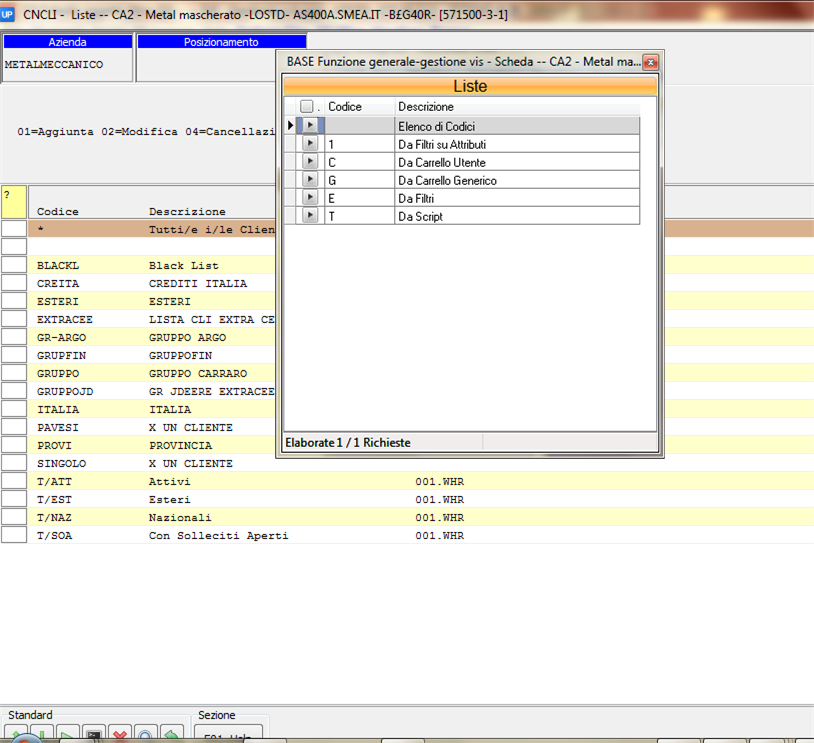 UP CNCLI - Liste -- CA2 - Metal mascherato -LOSTD- AS400A.SMEA.IT -B£G40R- [571500-3-1]
Azienda Posizionamento
METALMECCANICO
01=Aggiunta 02=Modifica 04=Cancellazi
?
Codice Descrizione
* Tutti/e i/le Clien
BLACKL Black List
CREITA CREDITI ITALIA
ESTERI ESTERI
EXTRACEE LISTA CLI EXTRA CE
GR-ARGO GRUPPO ARGO
GRUPFIN GRUPPOFIN
GRUPPO GRUPPO CARRARO
GRUPPOJD GR JDEERE EXTRACEE
ITALIA ITALIA
PAVESI X UN CLIENTE
PROVI PROVINCIA
SINGOLO X UN CLIENTE
T/ATT Attivi 001.WHR
T/EST Esteri 001.WHR
T/NAZ Nazionali 001.WHR
T/SOA Con Solleciti Aperti 001.WHR
BASE Funzione generale-gestione vis - Scheda -- CA2 - Metal ma...
Liste
. Codice Descrizione
Elenco di Codici
1 Da Filtri su Attributi
C Da Carrello Utente
G Da Carrello Generico
E Da Filtri
T Da Script
Elaborate 1 / 1 Richieste
Standard Sezione